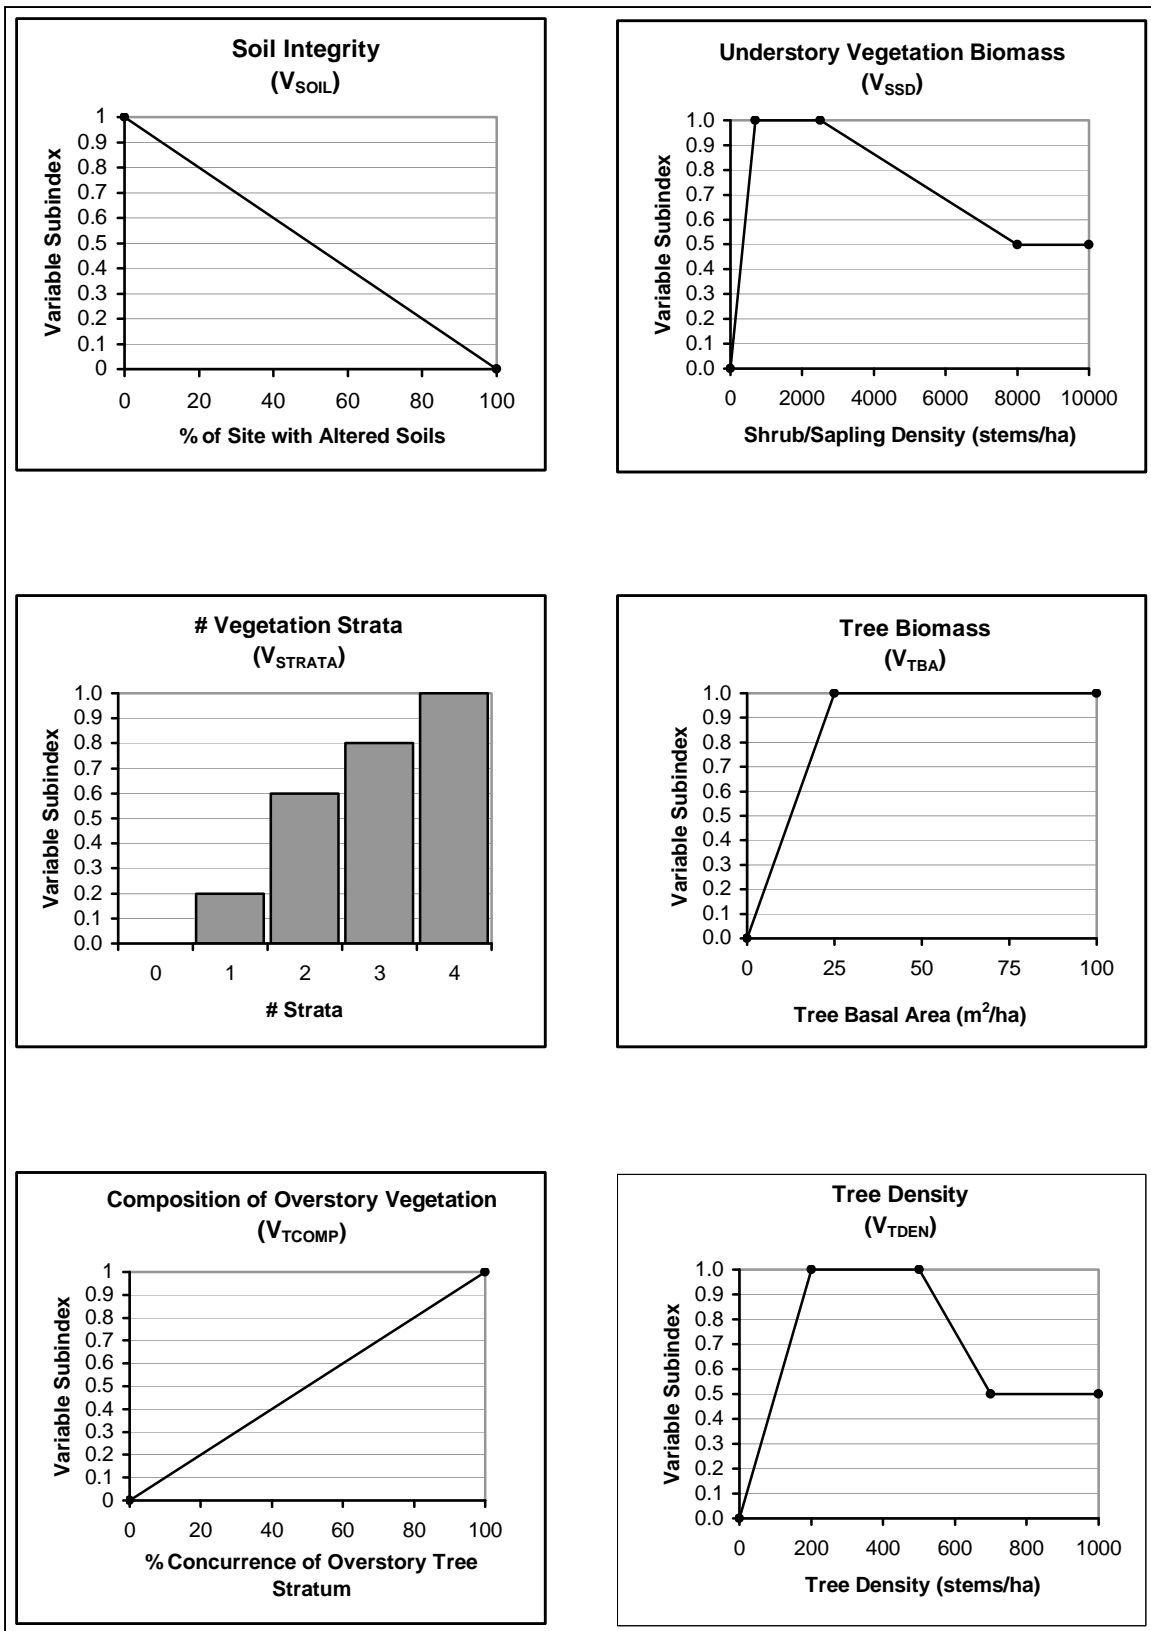 Soil Integrity
(VSOIL)
Variable Subindex
1
0.9
0.8
0.7
0.6
0.5
0.4
0.3
0.2
0.1
0
0 20 40 60 80 100
% of Site with Altered Soils
Understory Vegetation Biomass
(VSSD)
Variable Subindex
1.0
0.9
0.8
0.7
0.6
0.5
0.4
0.3
0.2
0.1
0.0
0 2000 4000 6000 8000 10000
Shrub/Sapling Density (stems/ha)
# Vegetation Strata
(VSTRATA)
Variable Subindex
1.0
0.9
0.8
0.7
0.6
0.5
0.4
0.3
0.2
0.1
0.0
0 1 2 3 4
# Strata
Tree Biomass
(VTBA)
Variable Subindex
1.0
0.9
0.8
0.7
0.6
0.5
0.4
0.3
0.2
0.1
0.0
0 25 50 75 100
Tree Basal Area (m²/ha)
Composition of Overstory Vegetation
(VTCOMP)
Variable Subindex
1
0.9
0.8
0.7
0.6
0.5
0.4
0.3
0.2
0.1
0
0 20 40 60 80 100
% Concurrence of Overstory Tree
Stratum
Tree Density
(VTDEN)
Variable Subindex
1.0
0.9
0.8
0.7
0.6
0.5
0.4
0.3
0.2
0.1
0.0
0 200 400 600 800 1000
Tree Density (stems/ha)